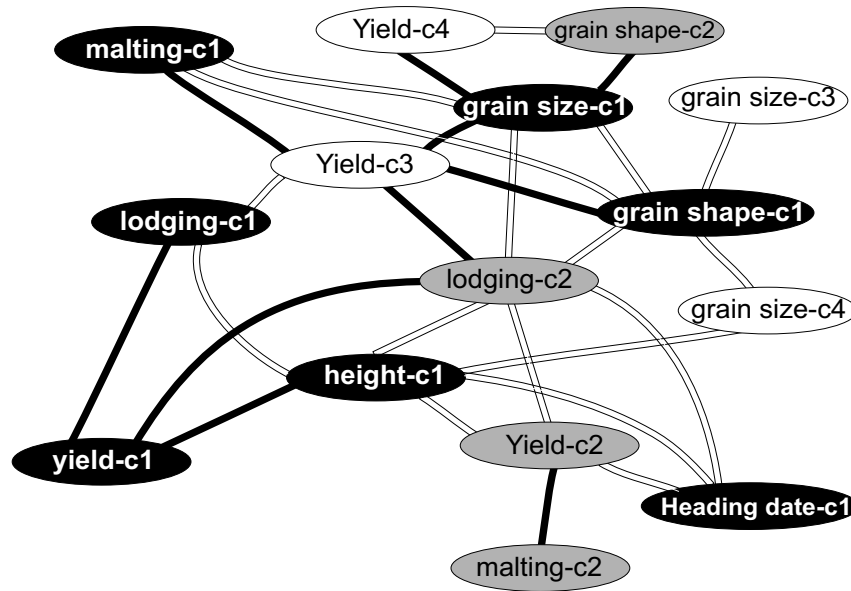 Yield-c4
grain shape-c2
malting-c1
grain size-c1
grain size-c3
Yield-c3
lodging-c1
grain shape-c1
lodging-c2
grain size-c4
height-c1
Yield-c2
yield-c1
Heading date-c1
malting-c2